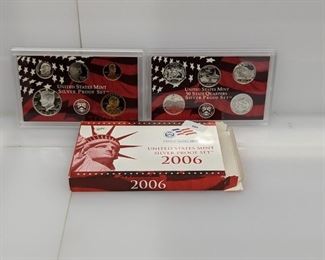 UNITED STATES MINT
SILVER PROOF SET
UNITED STATES MINT
50 STATE QUARTERS
SILVER PROOF SET
UNITED STATES MINT
SILVER PROOF SET
2006
2006